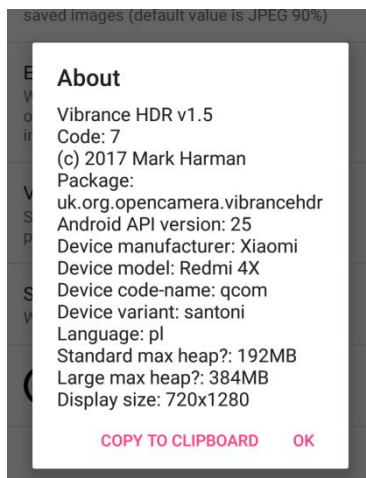 saved images (default value is JPEG 90%)
About
Vibrance HDR v1.5
Code: 7
(c) 2017 Mark Harman
Package:
uk.org.opencamera.vibrancehdr
Android API version: 25
Device manufacturer: Xiaomi
Device model: Redmi 4X
Device code-name: qcom
Device variant: santoni
Language: pl
Standard max heap?: 192MB
Large max heap?: 384MB
Display size: 720x1280
COPY TO CLIPBOARD OK